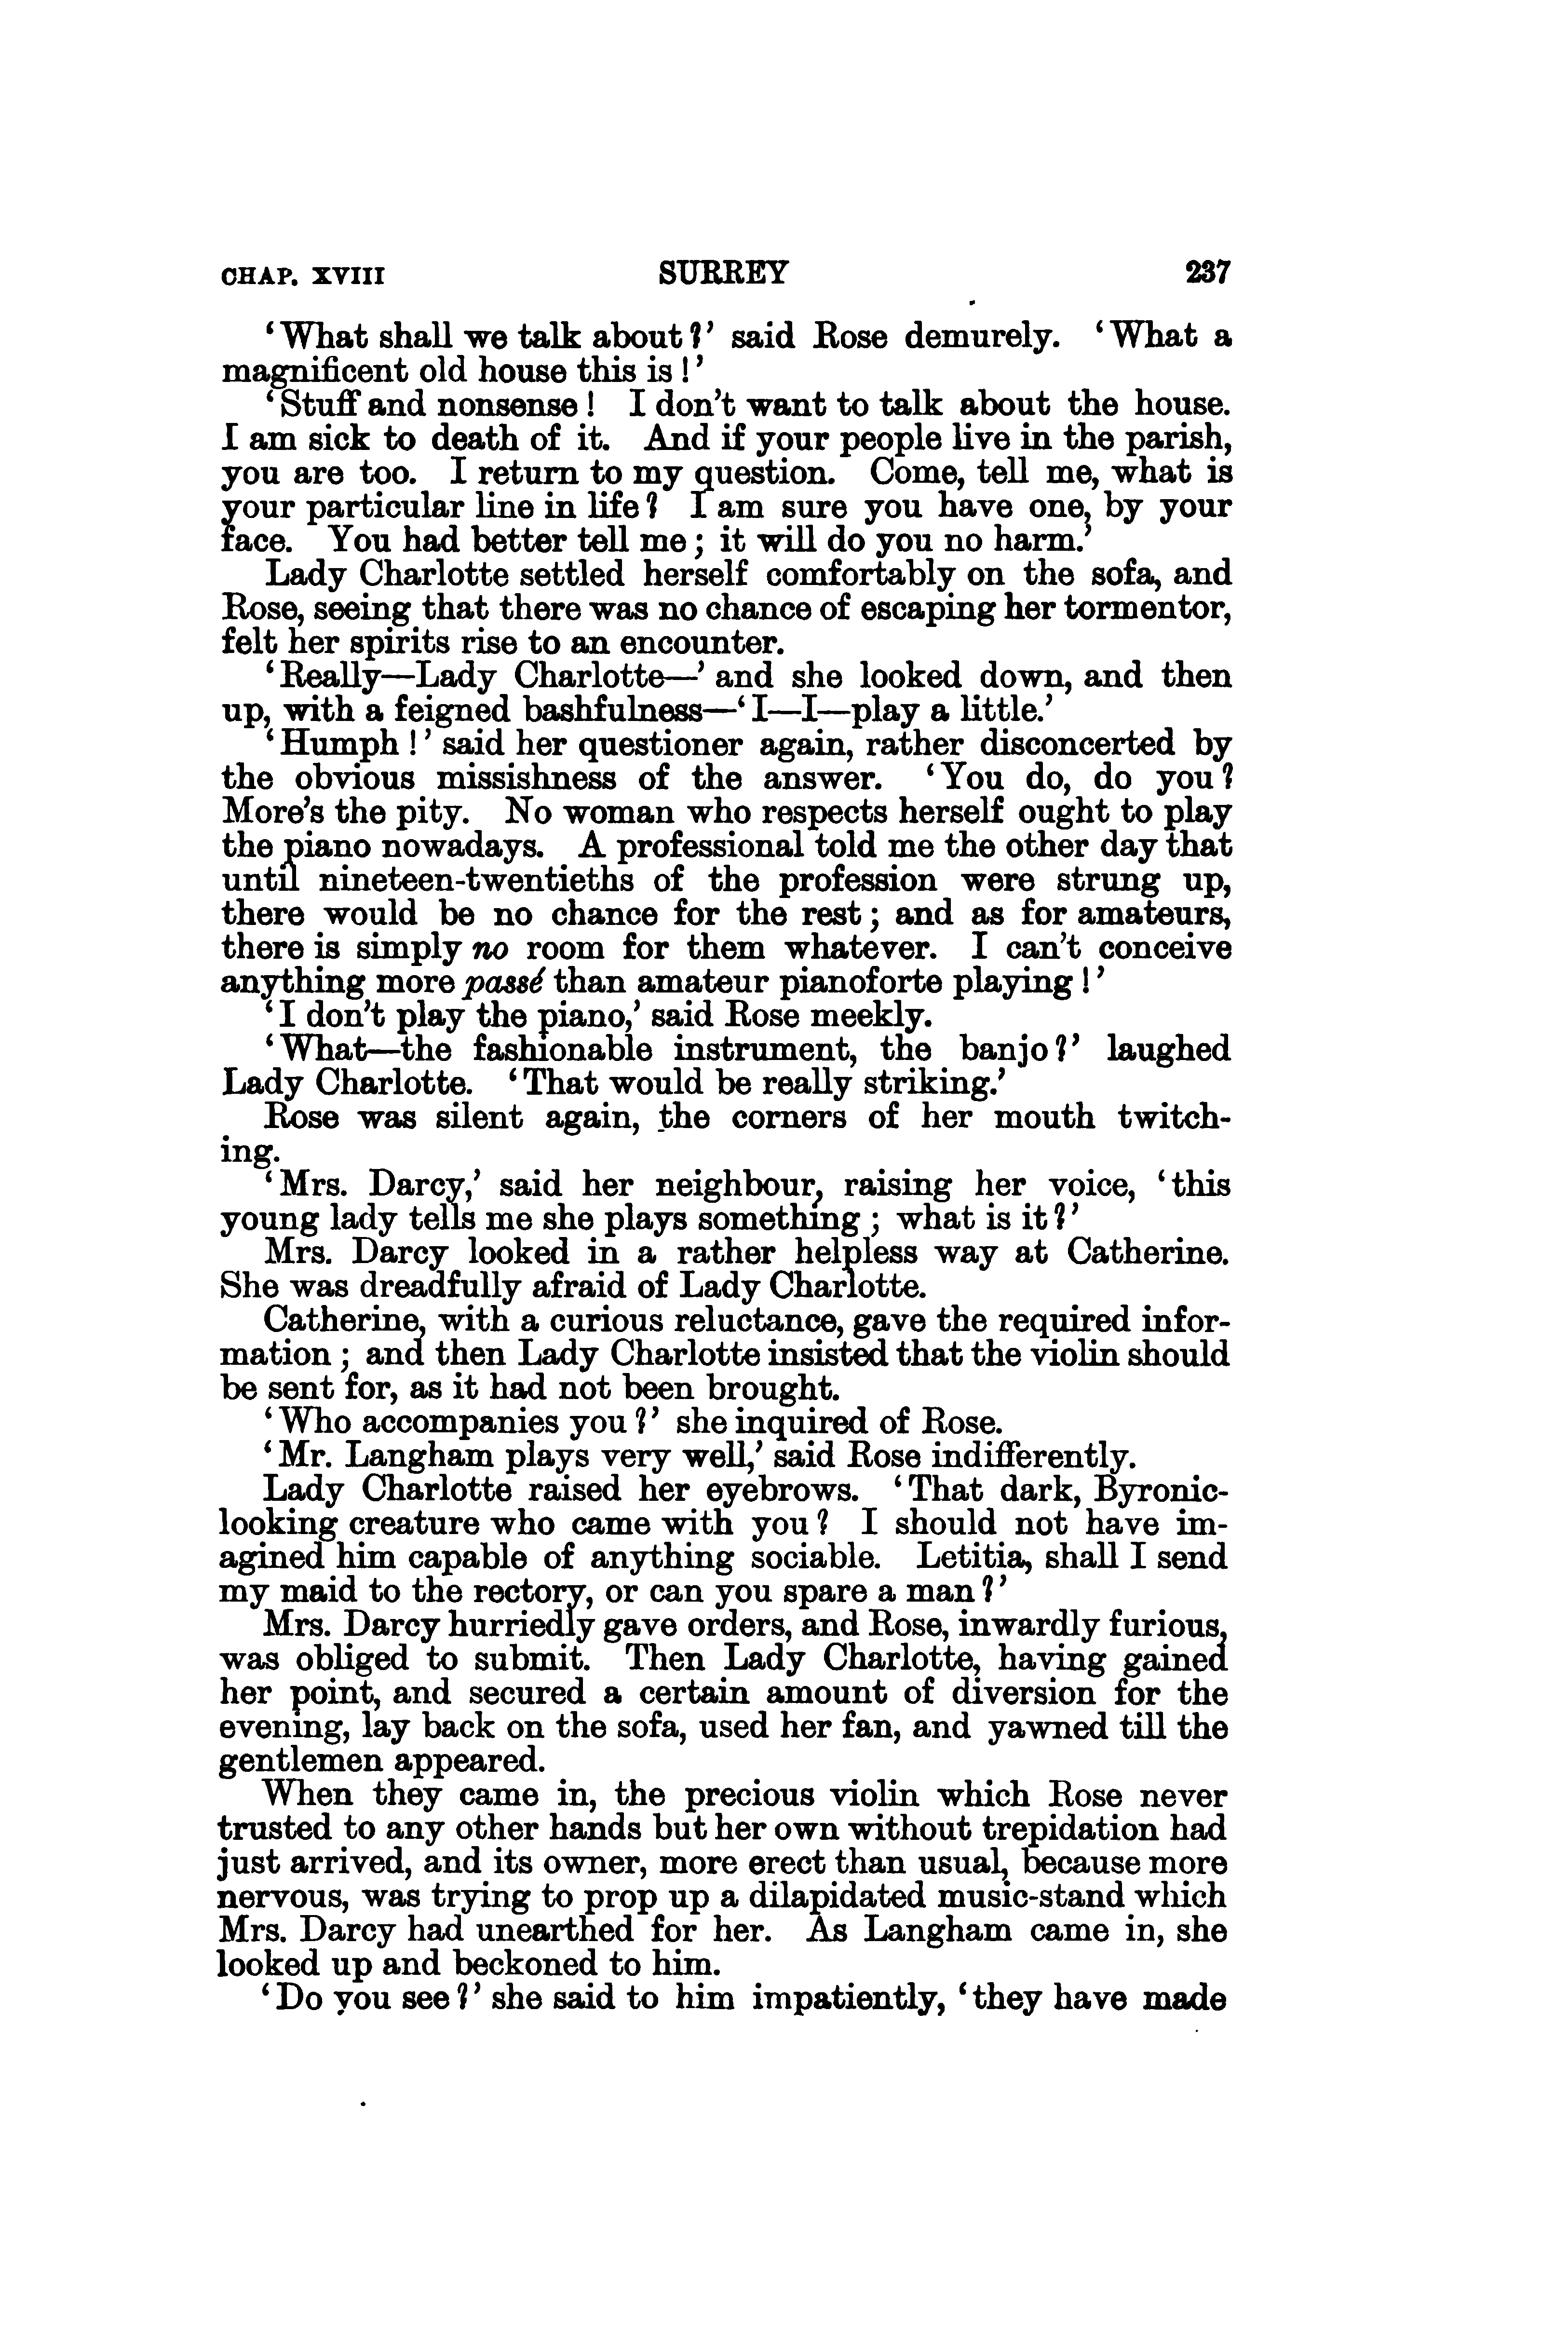 CHAP. XVIII SURREY 237
‘What shall we talk about?’ said Rose demurely. ‘What a
magnificent old house this is!’
‘Stuff and nonsense! I don’t want to talk about the house.
I am sick to death of it. And if your people live in the parish,
you are too. I return to my question. Come, tell me, what is
your particular line in life? I am sure you have one, by your
face. You had better tell me; it will do you no harm.’
Lady Charlotte settled herself comfortably on the sofa, and
Rose, seeing that there was no chance of escaping her tormentor,
felt her spirits rise to an encounter.
‘Really—Lady Charlotte—’ and she looked down, and then
up, with a feigned bashfulness—‘I—I—play a little.’
‘Humph!’ said her questioner again, rather disconcerted by
the obvious missishness of the answer. ‘You do, do you?
More’s the pity. No woman who respects herself ought to play
the piano nowadays. A professional told me the other day that
until nineteen-twentieths of the profession were strung up,
there would be no chance for the rest; and as for amateurs,
there is simply no room for them whatever. I can’t conceive
anything more passé than amateur pianoforte playing!’
‘I don’t play the piano,’ said Rose meekly.
‘What—the fashionable instrument, the banjo?’ laughed
Lady Charlotte. ‘That would be really striking.’
Rose was silent again, the corners of her mouth twitch-
ing.
‘Mrs. Darcy,’ said her neighbour, raising her voice, ‘this
young lady tells me she plays something; what is it?’
Mrs. Darcy looked in a rather helpless way at Catherine.
She was dreadfully afraid of Lady Charlotte.
Catherine, with a curious reluctance, gave the required infor-
mation; and then Lady Charlotte insisted that the violin should
be sent for, as it had not been brought.
‘Who accompanies you?’ she inquired of Rose.
‘Mr. Langham plays very well,’ said Rose indifferently.
Lady Charlotte raised her eyebrows. ‘That dark, Byronic-
looking creature who came with you? I should not have im-
agined him capable of anything sociable. Letitia, shall I send
my maid to the rectory, or can you spare a man?’
Mrs. Darcy hurriedly gave orders, and Rose, inwardly furious,
was obliged to submit. Then Lady Charlotte, having gained
her point, and secured a certain amount of diversion for the
evening, lay back on the sofa, used her fan, and yawned till the
gentlemen appeared.
When they came in, the precious violin which Rose never
trusted to any other hands but her own without trepidation had
just arrived, and its owner, more erect than usual, because more
nervous, was trying to prop up a dilapidated music-stand which
Mrs. Darcy had unearthed for her. As Langham came in, she
looked up and beckoned to him.
‘Do you see?’ she said to him impatiently, ‘they have made